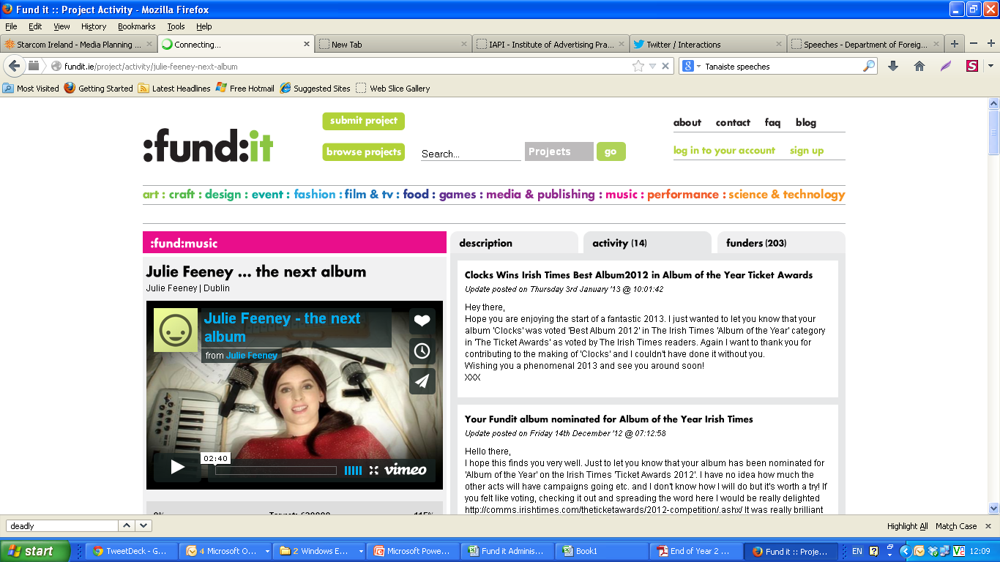 Fund it :: Project Activity - Mozilla Firefox
File Edit View History Bookmarks Tools Help
Starcom Ireland - Media Planning ...
Connecting...
New Tab
IAPI - Institute of Advertising Pra...
Twitter / Interactions
Speeches - Department of Foreig...
fundit.ie/project/activity/julie-feeney-next-album
Tanaiste speeches
Most Visited Getting Started Latest Headlines Free Hotmail Suggested Sites Web Slice Gallery
:fund:it
submit project
browse projects
Search...
Projects
go
about contact faq blog
log in to your account sign up
art : craft : design : event : fashion : film & tv : food : games : media & publishing : music : performance : science & technology
:fund:music
Julie Feeney ... the next album
Julie Feeney | Dublin
Julie Feeney - the next
album
from Julie Feeney
02:40
vimeo
description
activity (14)
funders (203)
Clocks Wins Irish Times Best Album2012 in Album of the Year Ticket Awards
Update posted on Thursday 3rd January '13 @ 10:01:42
Hey there,
Hope you are enjoying the start of a fantastic 2013. I just wanted to let you know that your
album 'Clocks' was voted 'Best Album 2012' in The Irish Times 'Album of the Year' category
in 'The Ticket Awards' as voted by The Irish Times readers. Again I want to thank you for
contributing to the making of 'Clocks' and I couldn't have done it without you.
Wishing you a phenomenal 2013 and see you around soon!
XXX
Your Fundit album nominated for Album of the Year Irish Times
Update posted on Friday 14th December '12 @ 07:12:58
Hello there,
I hope this finds you very well. Just to let you know that your album has been nominated for
'Album of the Year' on the Irish Times 'Ticket Awards 2012'. I have no idea how much the
other acts will have campaigns going etc. and I don't know how I will do but it's worth a try! If
you felt like voting, checking it out and spreading the word here I would be really delighted
http://comms.irishtimes.com/theticketawards/2012-competition/.ashx/ It was really brilliant
deadly
Highlight All Match Case
start
TweetDeck - G...
4 Microsoft O...
2 Windows E...
Microsoft Powe...
Fund it Adminis...
Book1
End of Year 2 ...
Fund it :: Proje...
EN
12:09